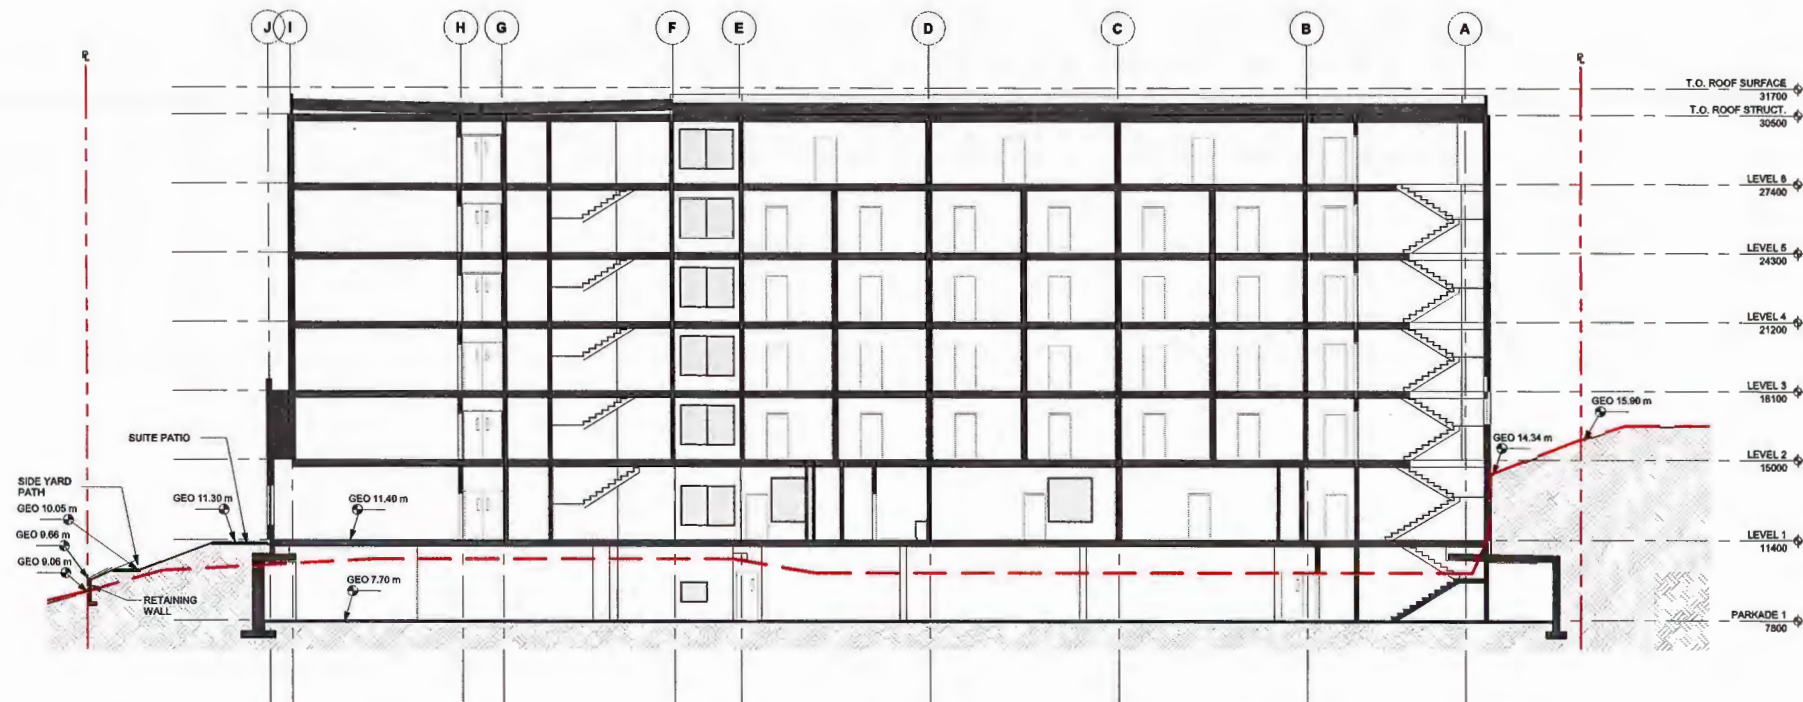 J I H G F E D C B A
PL PL
T.O. ROOF SURFACE
31700
T.O. ROOF STRUCT.
30500
LEVEL 6
27400
LEVEL 5
24300
LEVEL 4
21200
LEVEL 3
18100
GEO 15.90 m
GEO 14.34 m
LEVEL 2
15000
SUITE PATIO
SIDE YARD
PATH
GEO 10.05 m
GEO 11.30 m
GEO 11.40 m
GEO 9.66 m
LEVEL 1
11400
GEO 9.06 m
GEO 7.70 m
RETAINING
WALL
PARKADE 1
7800